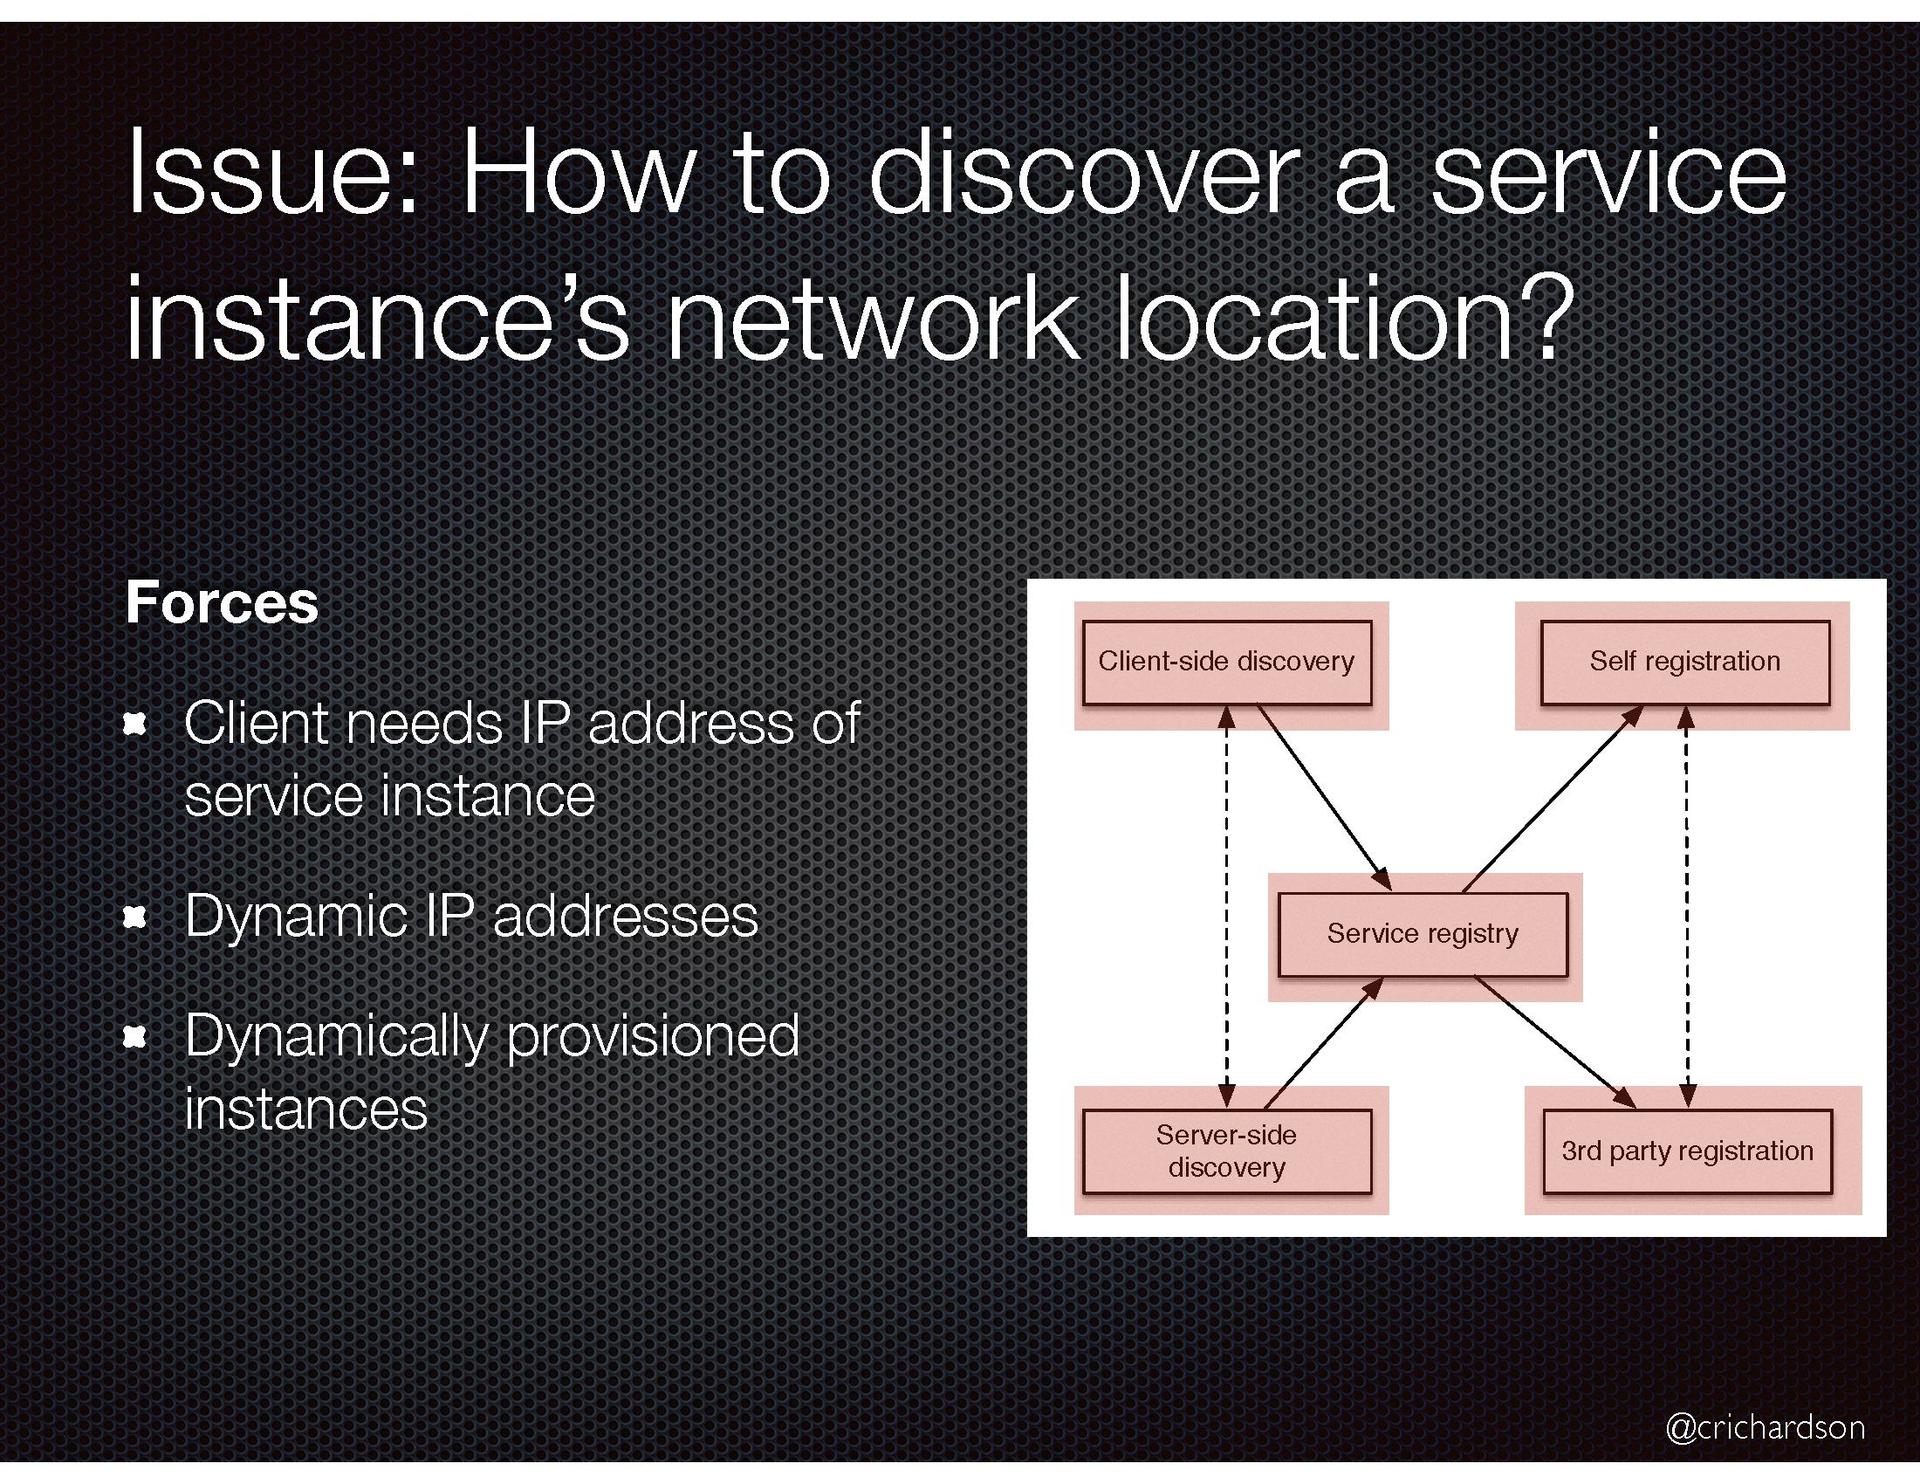 Issue: How to discover a service
instance’s network location?
Forces
Client needs IP address of
service instance
Dynamic IP addresses
Dynamically provisioned
instances
Client-side discovery
Self registration
Service registry
Server-side
discovery
3rd party registration
@crichardson